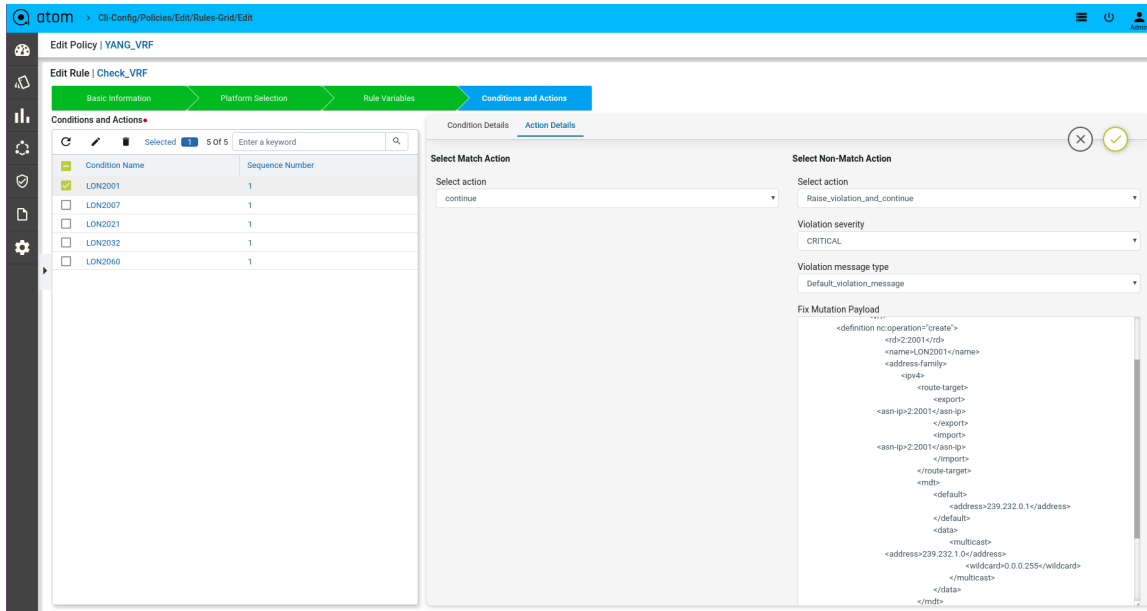 atom > Cli-Config/Policies/Edit/Rules-Grid/Edit
Admin
Edit Policy | YANG_VRF
Edit Rule | Check_VRF
Basic Information
Platform Selection
Rule Variables
Conditions and Actions
Conditions and Actions
Selected 1 5 Of 5 Enter a keyword
Condition Name Sequence Number
LON2001 1
LON2007 1
LON2021 1
LON2032 1
LON2060 1
Condition Details Action Details
Select Match Action
Select action
continue
Select Non-Match Action
Select action
Raise_violation_and_continue
Violation severity
CRITICAL
Violation message type
Default_violation_message
Fix Mutation Payload
<definition nc:operation="create">
<rd>2:2001</rd>
<name>LON2001</name>
<address-family>
<ipv4>
<route-target>
<export>
<asn-ip>2:2001</asn-ip>
</export>
<import>
<asn-ip>2:2001</asn-ip>
</import>
</route-target>
<mdt>
<default>
<address>239.232.0.1</address>
</default>
<data>
<multicast>
<address>239.232.1.0</address>
<wildcard>0.0.0.255</wildcard>
</multicast>
</data>
</mdt>